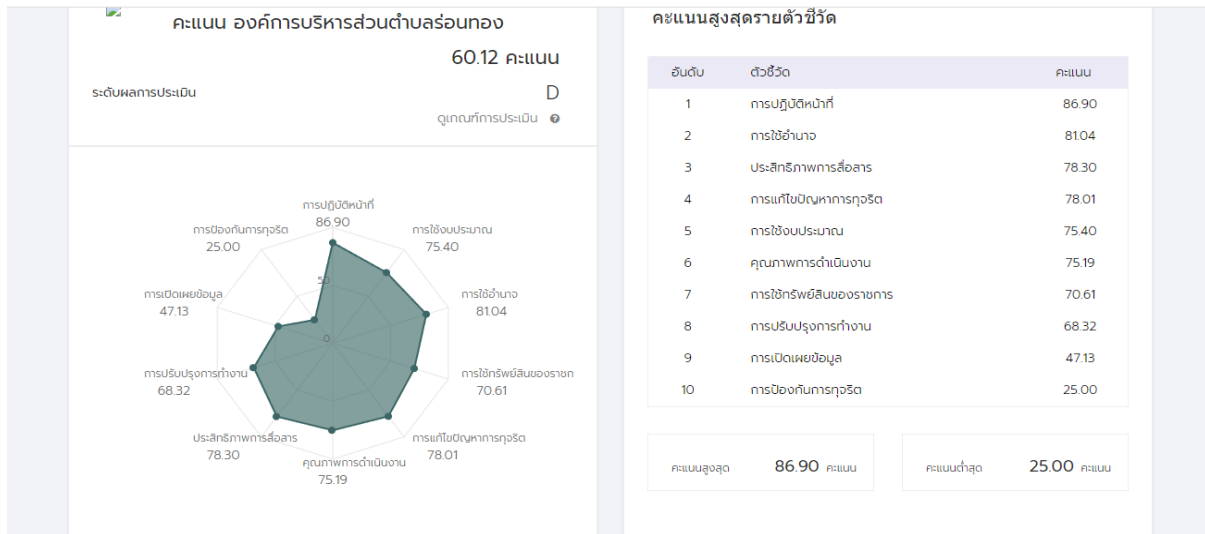 คะแนน องค์การบริหารส่วนตำบลร่อนทอง
60.12 คะแนน
ระดับผลการประเมิน D
ดูเกณฑ์การประเมิน
การปฏิบัติหน้าที่
86.90
การป้องกันการทุจริต
25.00
การใช้งบประมาณ
75.40
การเปิดเผยข้อมูล
47.13
50
การใช้อำนาจ
81.04
0
การปรับปรุงการทำงาน
68.32
การใช้ทรัพย์สินของราชก
70.61
ประสิทธิภาพการสื่อสาร
78.30
การแก้ไขปัญหาการทุจริต
78.01
คุณภาพการดำเนินงาน
75.19
คะแนนสูงสุดรายตัวชี้วัด
อันดับ ตัวชี้วัด คะแนน
1 การปฏิบัติหน้าที่ 86.90
2 การใช้อำนาจ 81.04
3 ประสิทธิภาพการสื่อสาร 78.30
4 การแก้ไขปัญหาการทุจริต 78.01
5 การใช้งบประมาณ 75.40
6 คุณภาพการดำเนินงาน 75.19
7 การใช้ทรัพย์สินของราชการ 70.61
8 การปรับปรุงการทำงาน 68.32
9 การเปิดเผยข้อมูล 47.13
10 การป้องกันการทุจริต 25.00
คะแนนสูงสุด 86.90 คะแนน
คะแนนต่ำสุด 25.00 คะแนน